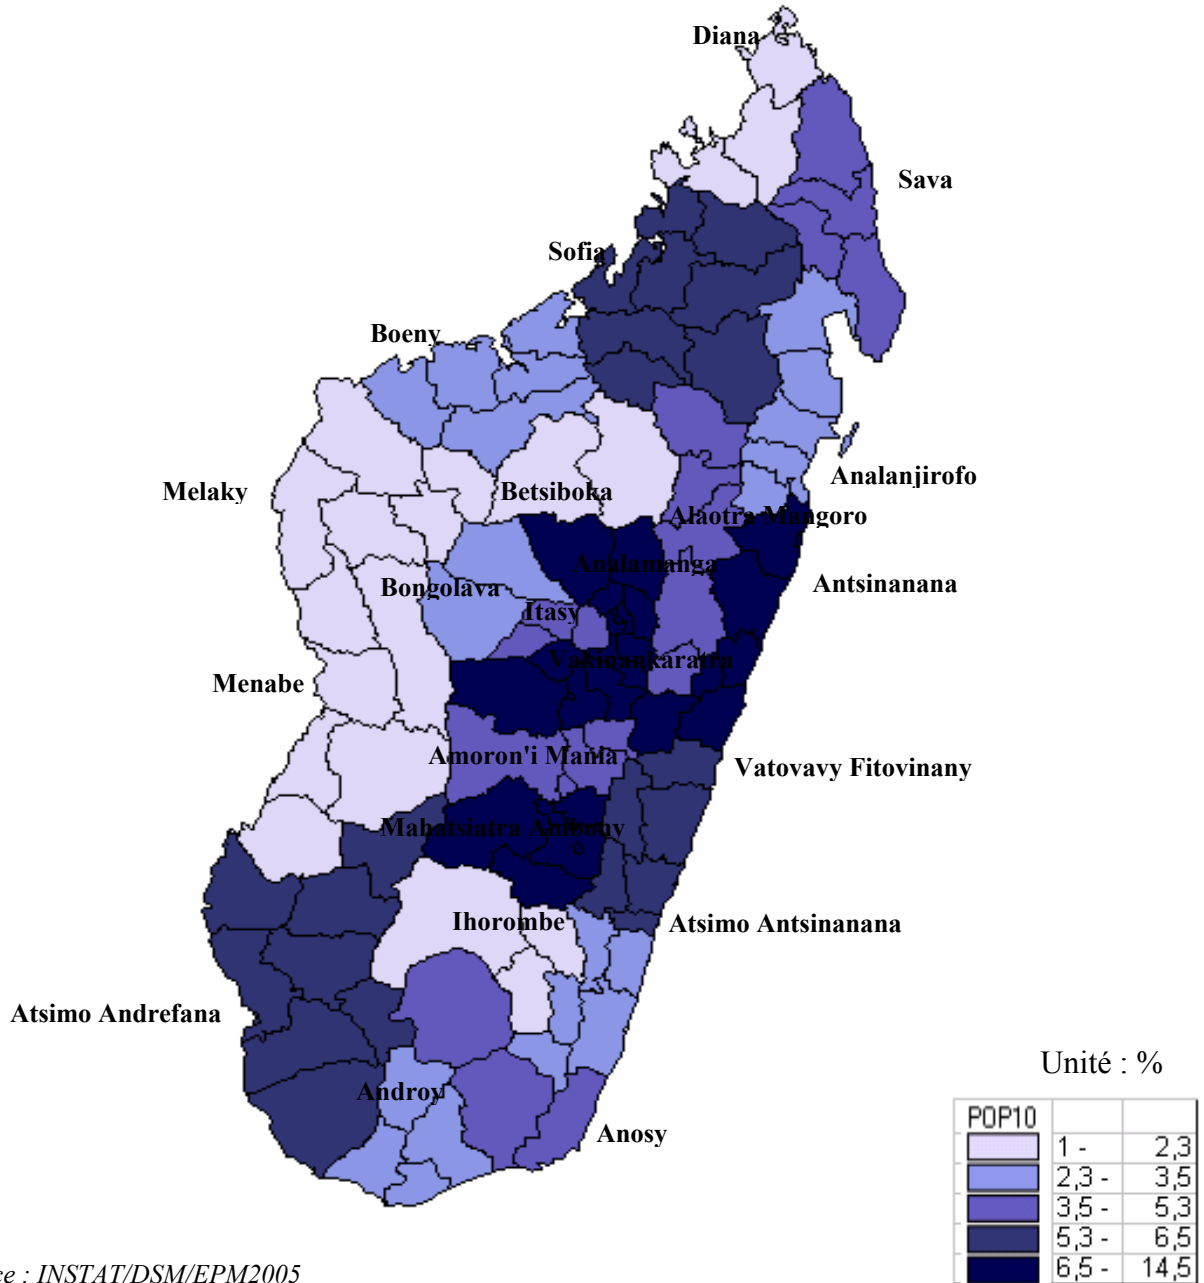 Diana
Sava
Sofia
Boeny
Melaky
Betsiboka
Analanjirofo
Alaotra Mangoro
Analamanga
Bongolava
Antsinanana
Itasy
Vakinankaratra
Menabe
Amoron'i Mania
Vatovavy Fitovinany
Mahatsiatra Ambony
Ihorombe
Atsimo Antsinanana
Atsimo Andrefana
Unité : %
Androy
Anosy
POP10
1 - 2,3
2,3 - 3,5
3,5 - 5,3
5,3 - 6,5
6,5 - 14,5
ce : INSTAT/DSM/EPM2005